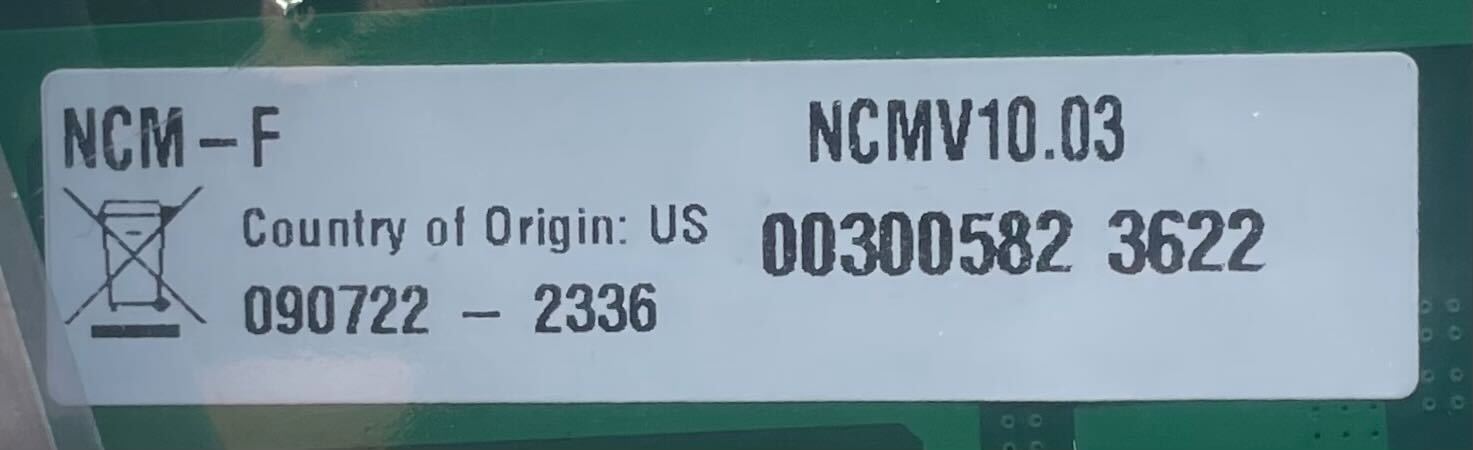 NCM-F
NCMV10.03
Country of Origin: US
00300582 3622
090722 - 2336